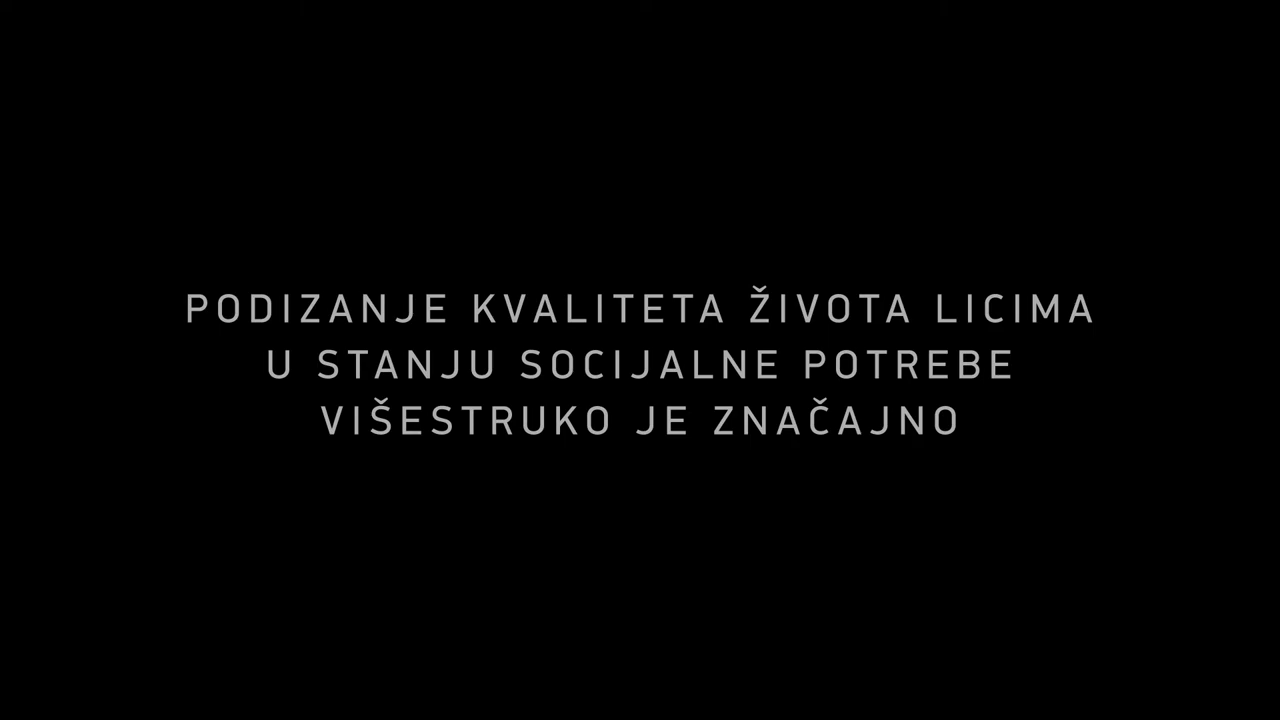 PODIZANJE KVALITETA ŽIVOTA LICIMA
U STANJU SOCIJALNE POTREBE
VIŠESTRUKO JE ZNAČAJNO